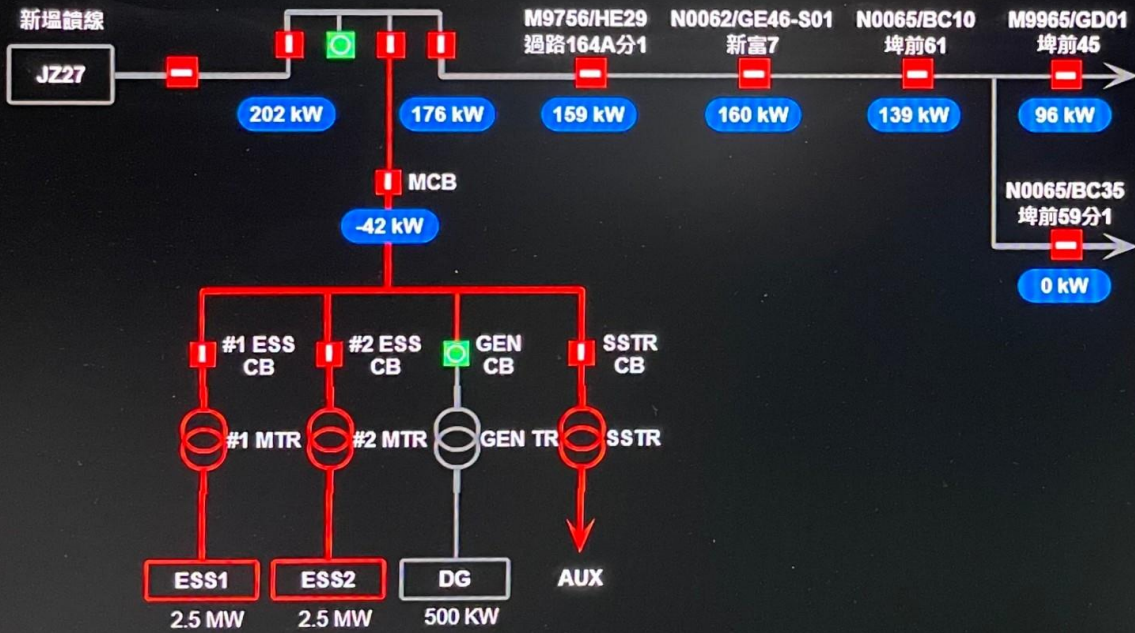 新塭饋線
JZ27
M9756/HE29
過路164A分1
N0062/GE46-S01
新富7
N0065/BC10
埤前61
M9965/GD01
埤前45
202 kW
176 kW
159 kW
160 kW
139 kW
96 kW
MCB
-42 kW
N0065/BC35
埤前59分1
0 kW
#1 ESS
CB
#2 ESS
CB
GEN
CB
SSTR
CB
#1 MTR
#2 MTR
GEN TR
SSTR
ESS1
2.5 MW
ESS2
2.5 MW
DG
500 KW
AUX